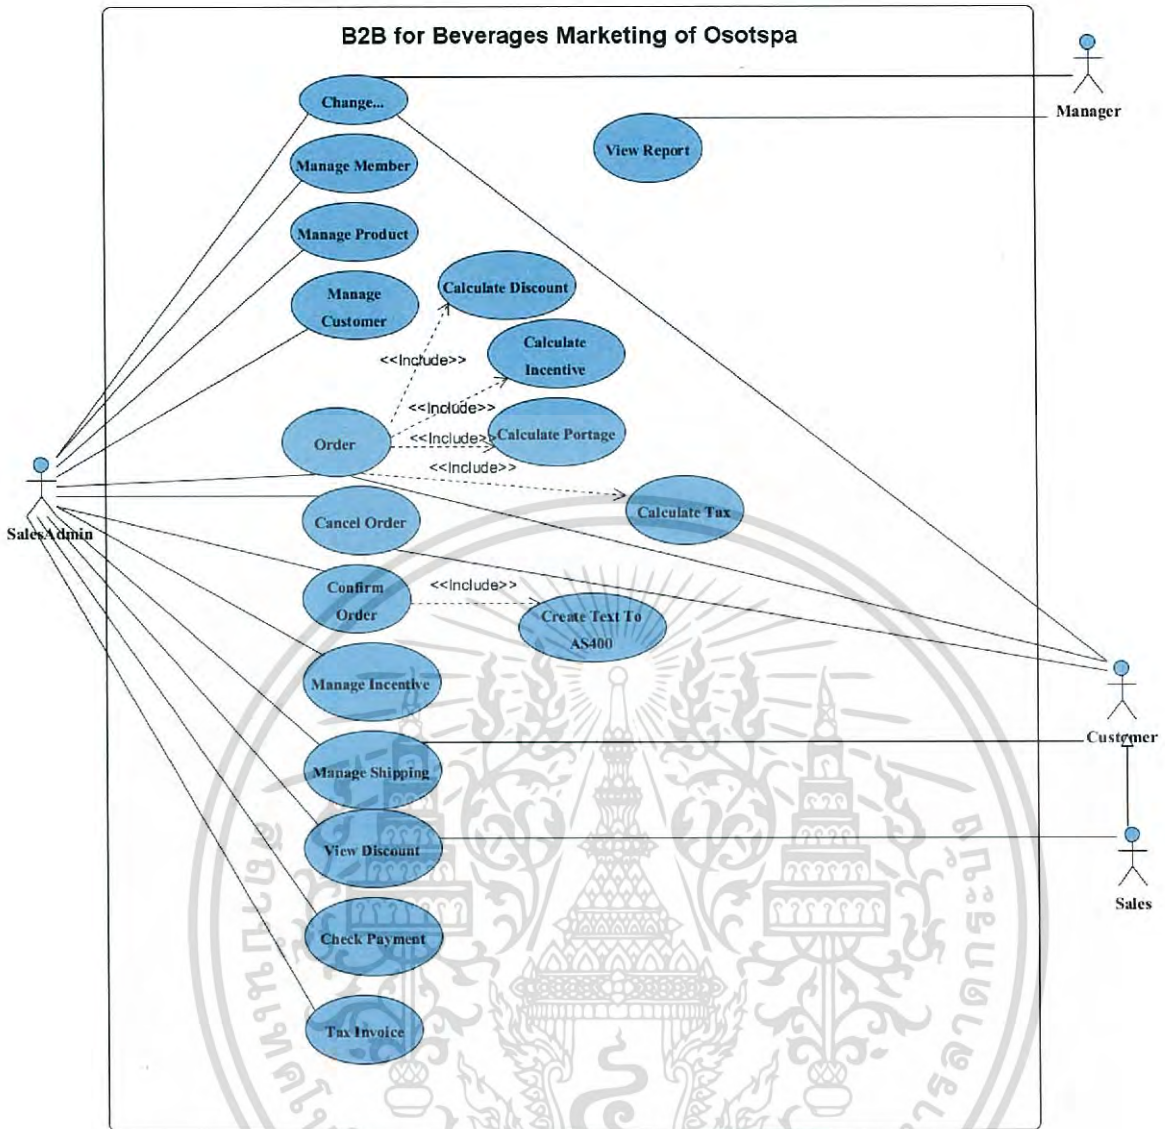 B2B for Beverages Marketing of Osotspa
Manager
Change...
View Report
Manage Member
Manage Product
Calculate Discount
Manage
Customer
<<Include>>
Calculate
Incentive
<<Include>>
Order
<<Include>>
Calculate Portage
<<Include>>
SalesAdmin
Cancel Order
Calculate Tax
Confirm
Order
<<Include>>
Create Text To
AS400
Manage Incentive
Customer
Manage Shipping
View Discount
Sales
Check Payment
Tax Invoice